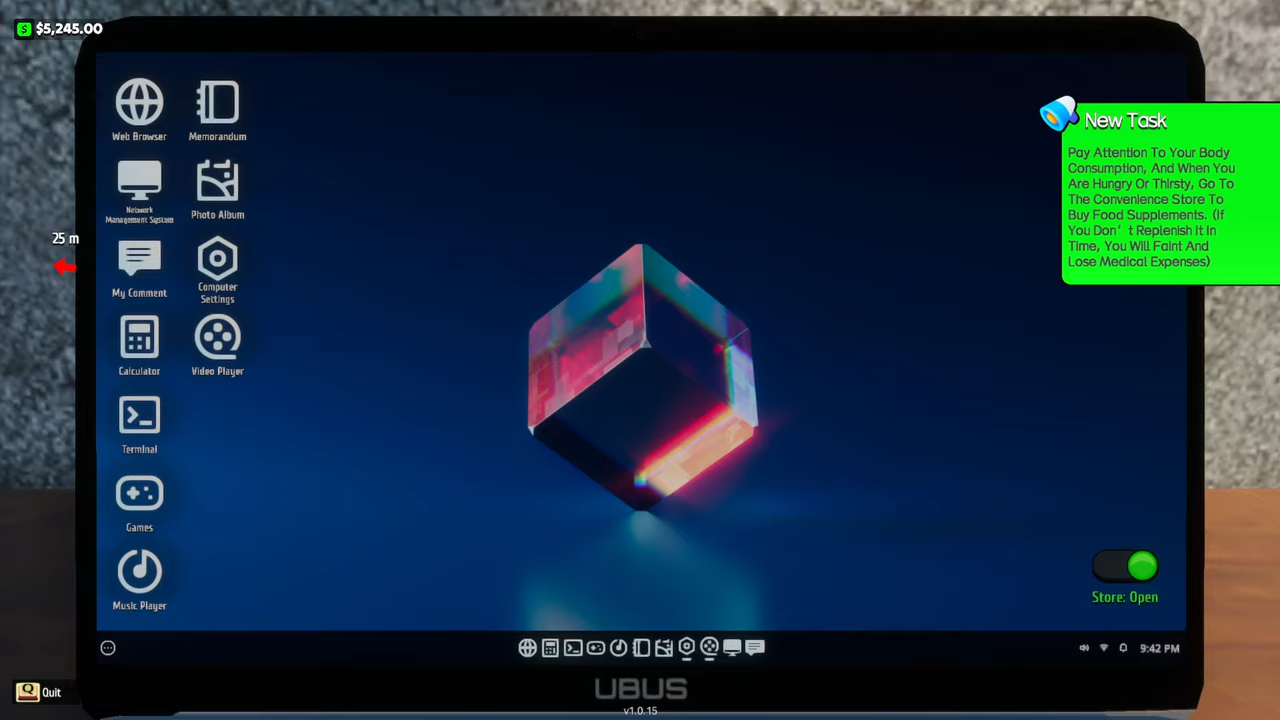 $5,245.00
Web Browser
Memorandum
Network
Management System
Photo Album
My Comment
Computer
Settings
Calculator
Video Player
Terminal
Games
Music Player
25 m
New Task
Pay Attention To Your Body
Consumption, And When You
Are Hungry Or Thirsty, Go To
The Convenience Store To
Buy Food Supplements. (If
You Don’t Replenish It In
Time, You Will Faint And
Lose Medical Expenses)
Store: Open
9:42 PM
Q Quit
UBUS
v1.0.15